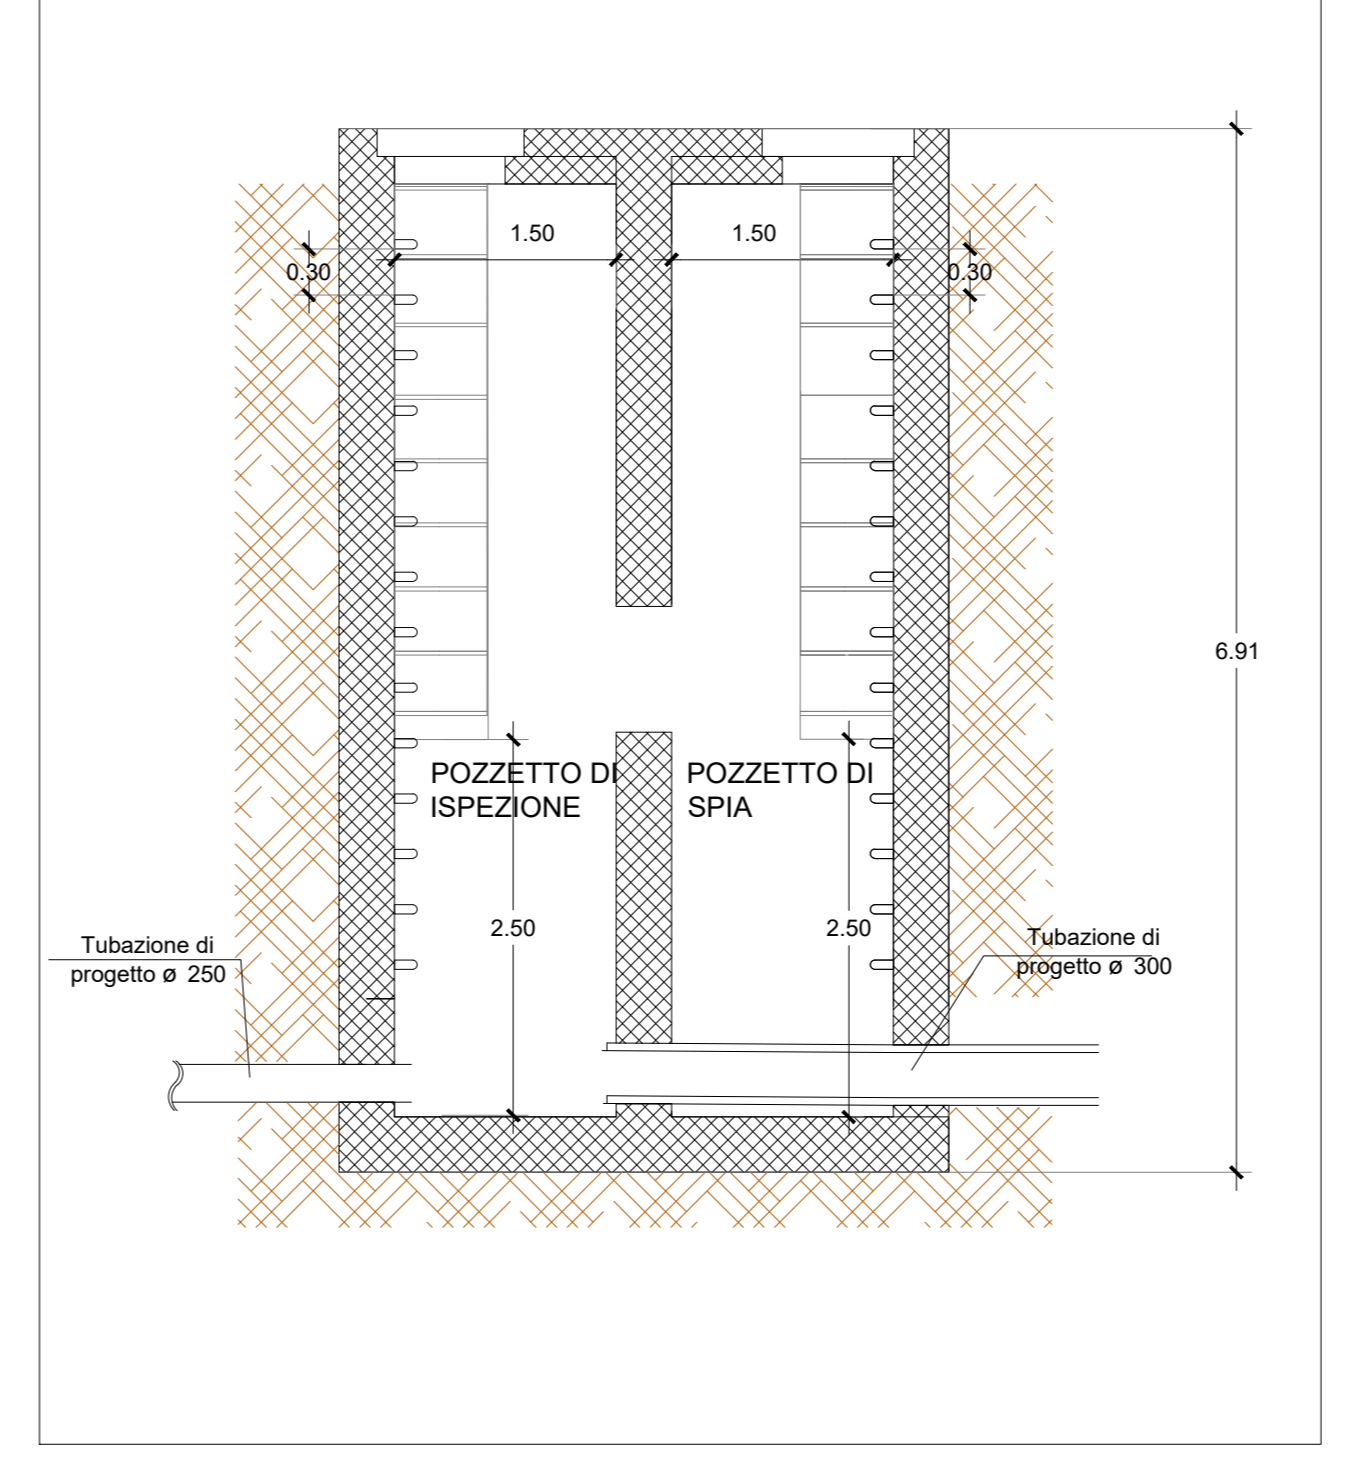 1.50
1.50
0.30
0.30
6.91
POZZETTO DI
ISPEZIONE
POZZETTO DI
SPIA
2.50
2.50
Tubazione di
progetto ø 250
Tubazione di
progetto ø 300